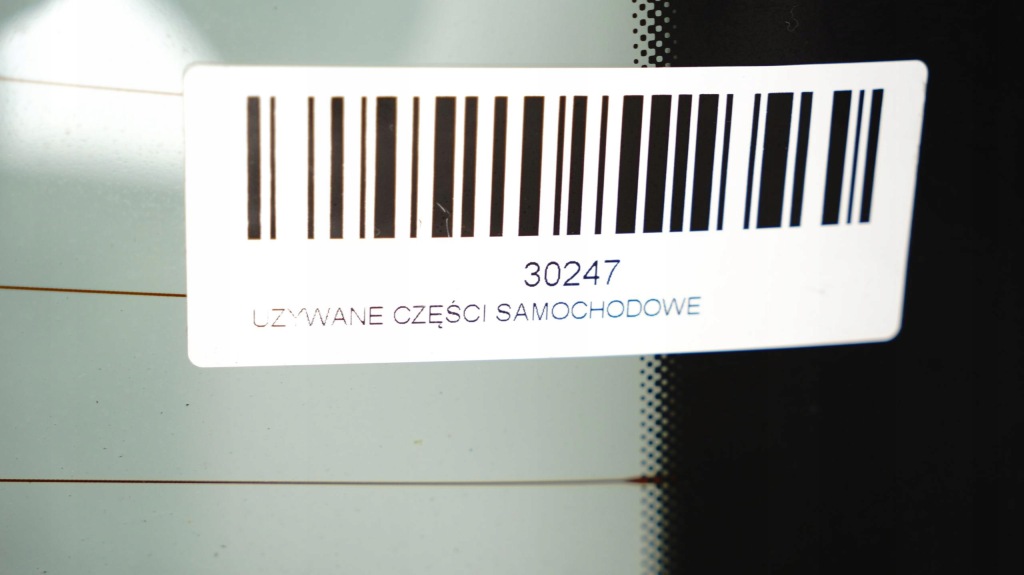 30247
UZYWANE CZĘŚCI SAMOCHODOWE